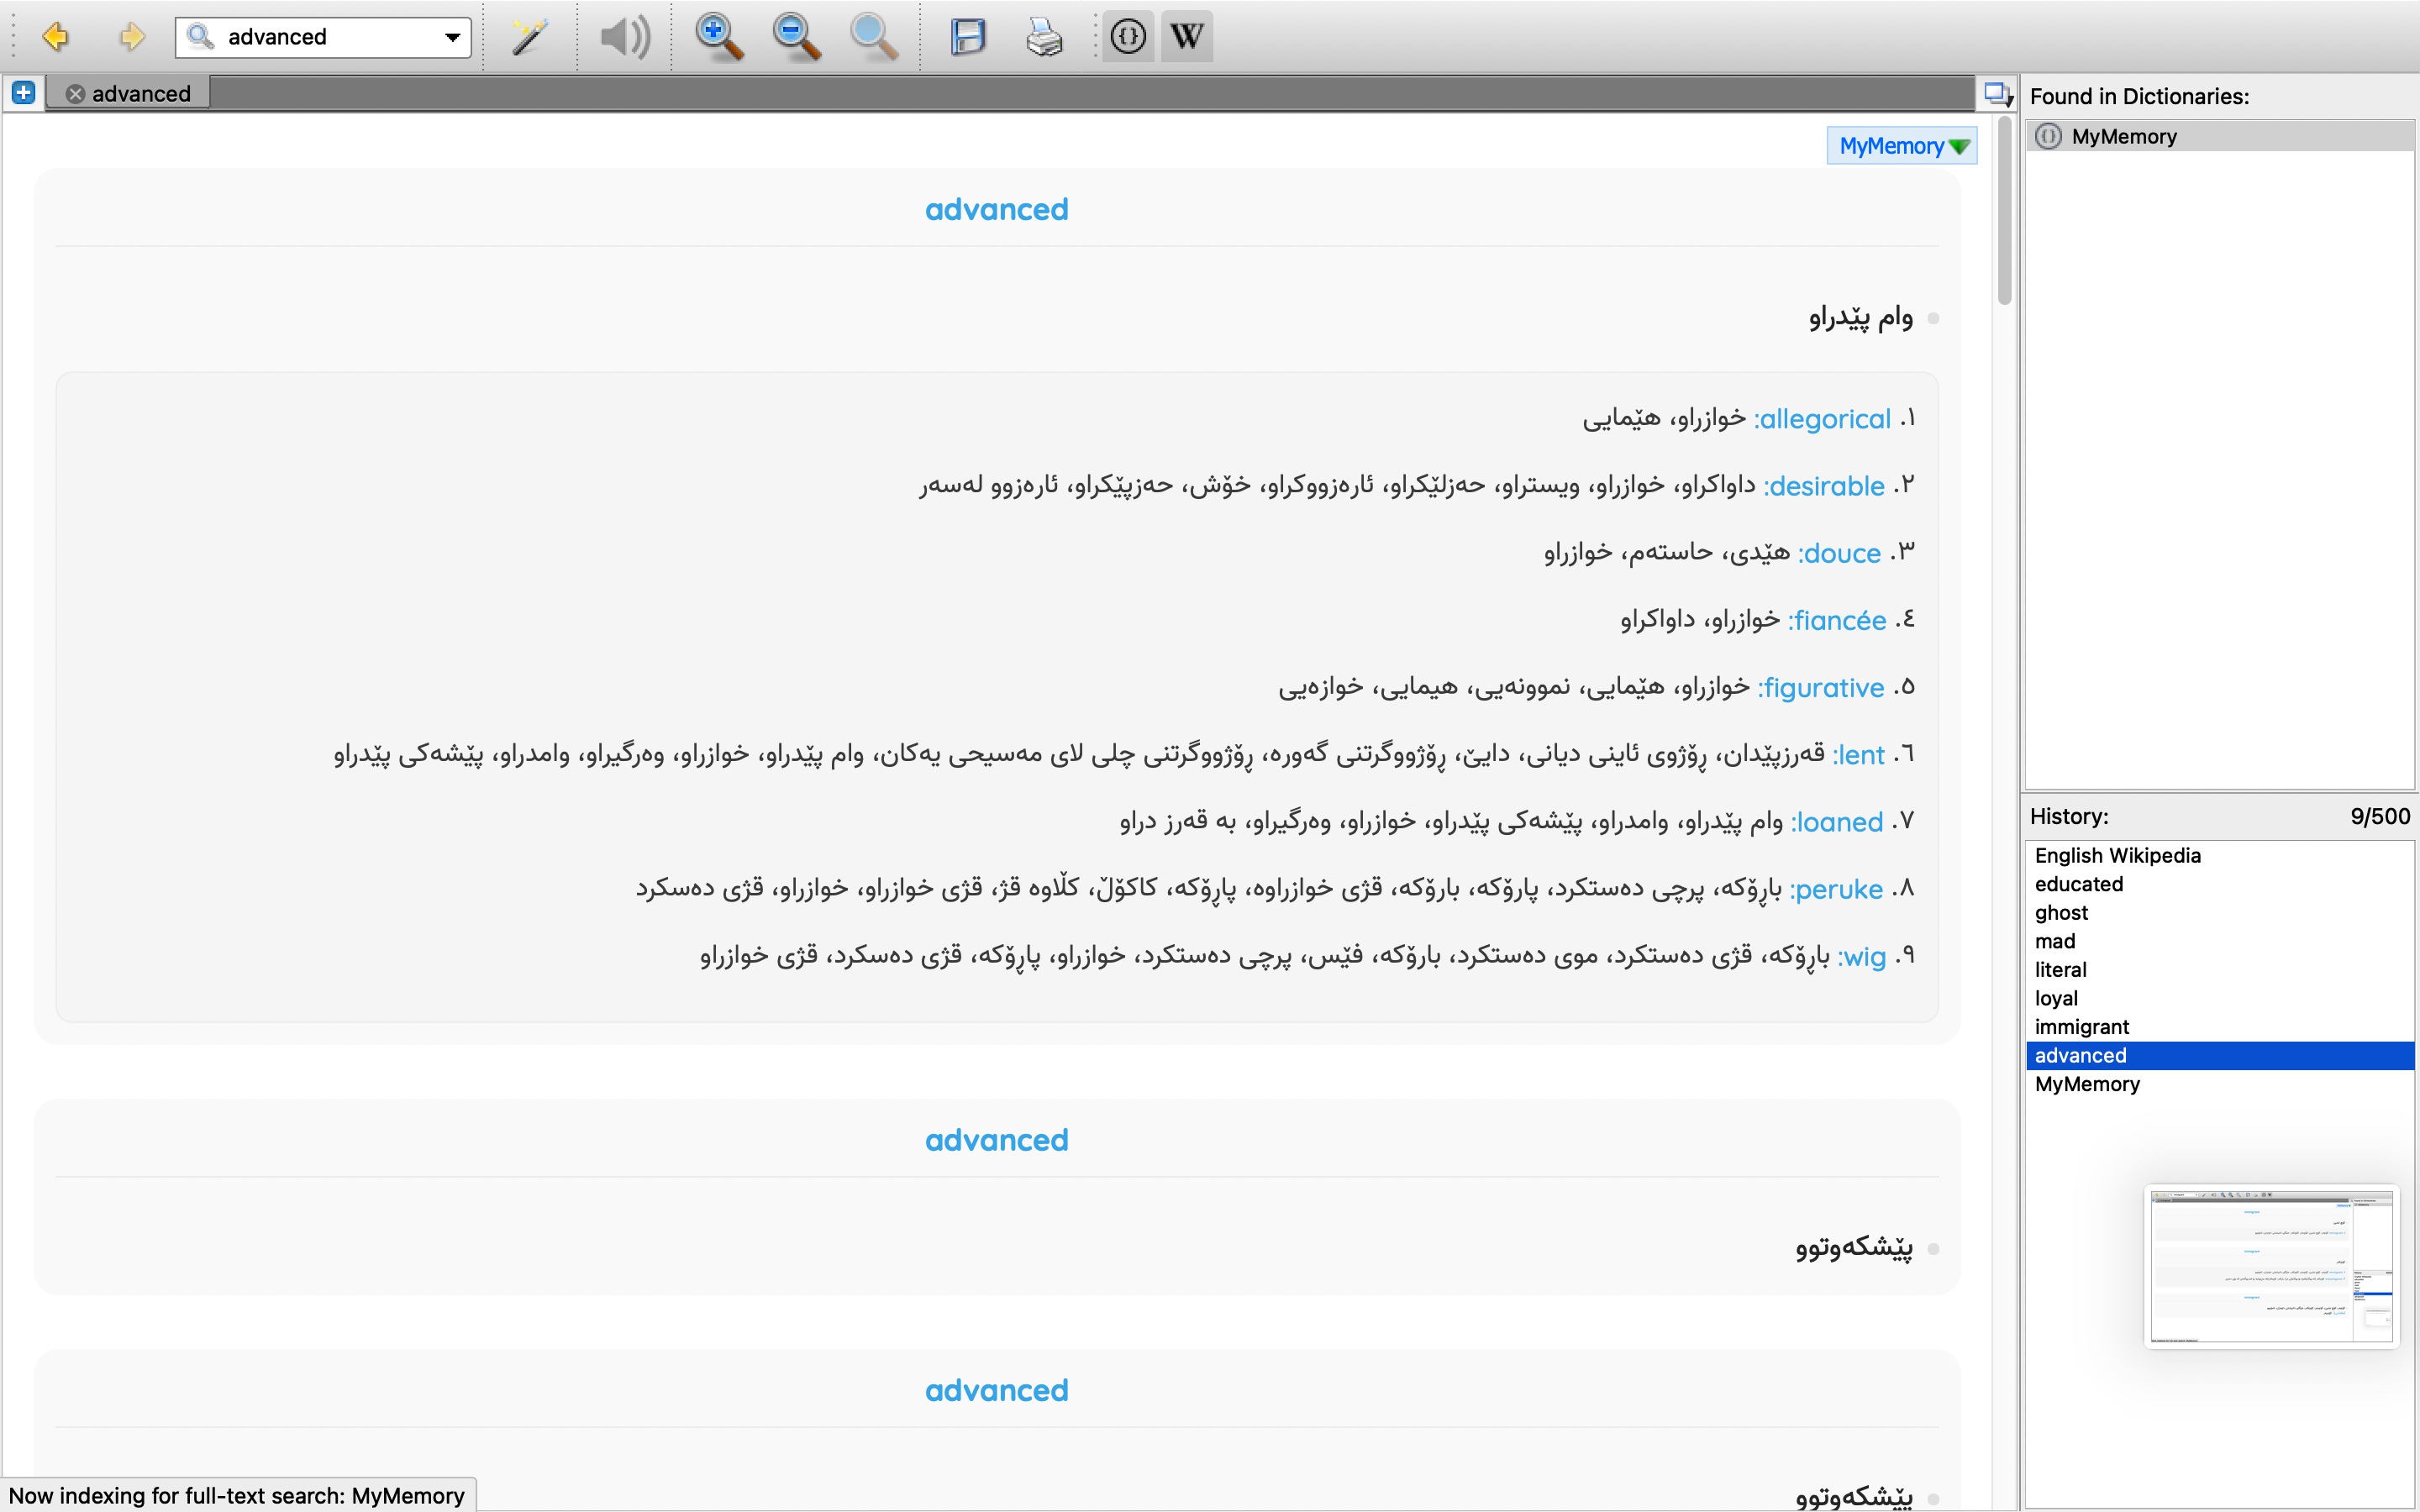 advanced
W
advanced
Found in Dictionaries:
MyMemory
MyMemory
advanced
وام پێدراو
١. allegorical: خوازراو، هێمایی
٢. desirable: داواکراو، خوازراو، ویستراو، حەزلێکراو، ئارەزووکراو، خۆش، حەزپێکراو، ئارەزوو لەسەر
٣. douce: هێدی، حاستەم، خوازراو
٤. fiancée: خوازراو، داواکراو
٥. figurative: خوازراو، هێمایی، نموونەیی، هیمایی، خوازەیی
٦. lent: قەرزپێدان، ڕۆژوی ئاینی دیانی، دایێ، ڕۆژووگرتنی گەورە، ڕۆژووگرتنی چلی لای مەسیحی یەکان، وام پێدراو، خوازراو، وەرگیراو، وامدراو، پێشەکی پێدراو
٧. loaned: وام پێدراو، وامدراو، پێشەکی پێدراو، خوازراو، وەرگیراو، بە قەرز دراو
٨. peruke: باڕۆکە، پرچی دەستکرد، پارۆکە، بارۆکە، قژی خوازراوە، پاڕۆکە، کاکۆڵ، کڵاوە قژ، قژی خوازراو، خوازراو، قژی دەسکرد
٩. wig: باڕۆکە، قژی دەستکرد، موی دەستکرد، بارۆکە، فێس، پرچی دەستکرد، خوازراو، پاڕۆکە، قژی دەسکرد، قژی خوازراو
advanced
پێشکەوتوو
advanced
پێشکەوتوو
History: 9/500
English Wikipedia
educated
ghost
mad
literal
loyal
immigrant
advanced
MyMemory
Now indexing for full-text search: MyMemory